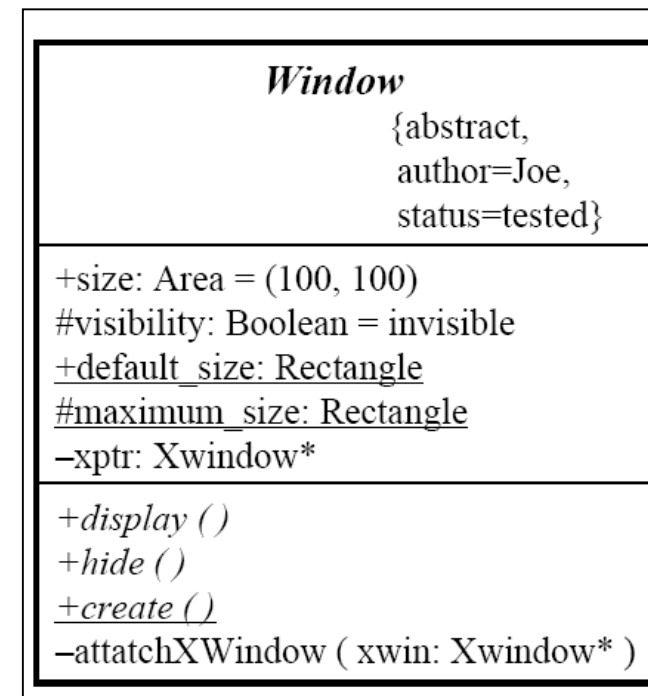 Window
{abstract,
author=Joe,
status=tested}
+size: Area = (100, 100)
#visibility: Boolean = invisible
+default_size: Rectangle
#maximum_size: Rectangle
–xptr: Xwindow*
+display ()
+hide ()
+create ()
–attatchXWindow ( xwin: Xwindow* )